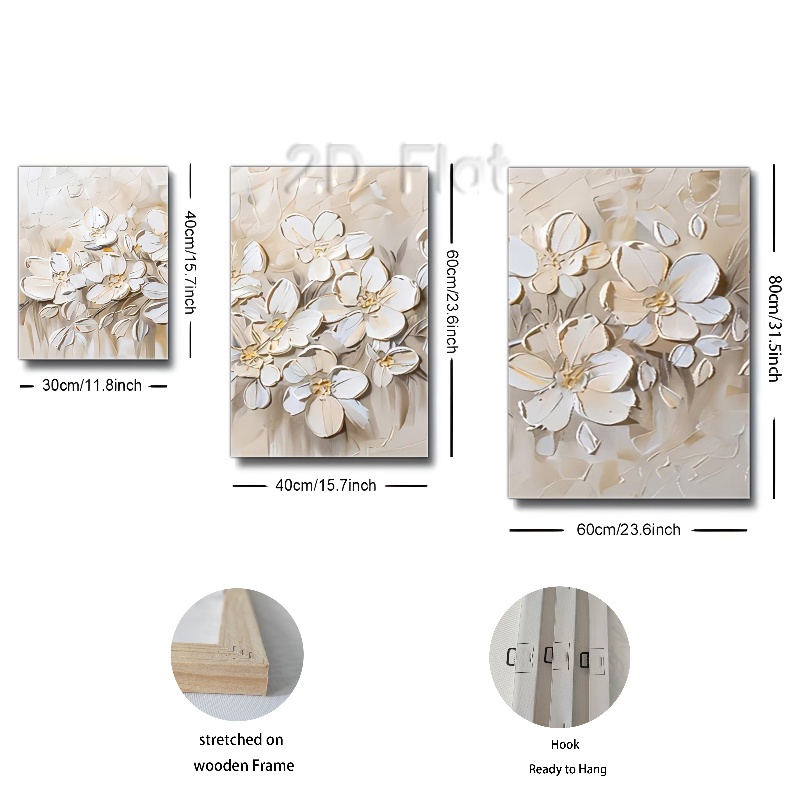 2D Flat
40cm/15.7inch
30cm/11.8inch
60cm/23.6inch
40cm/15.7inch
80cm/31.5inch
60cm/23.6inch
stretched on
wooden Frame
Hook
Ready to Hang